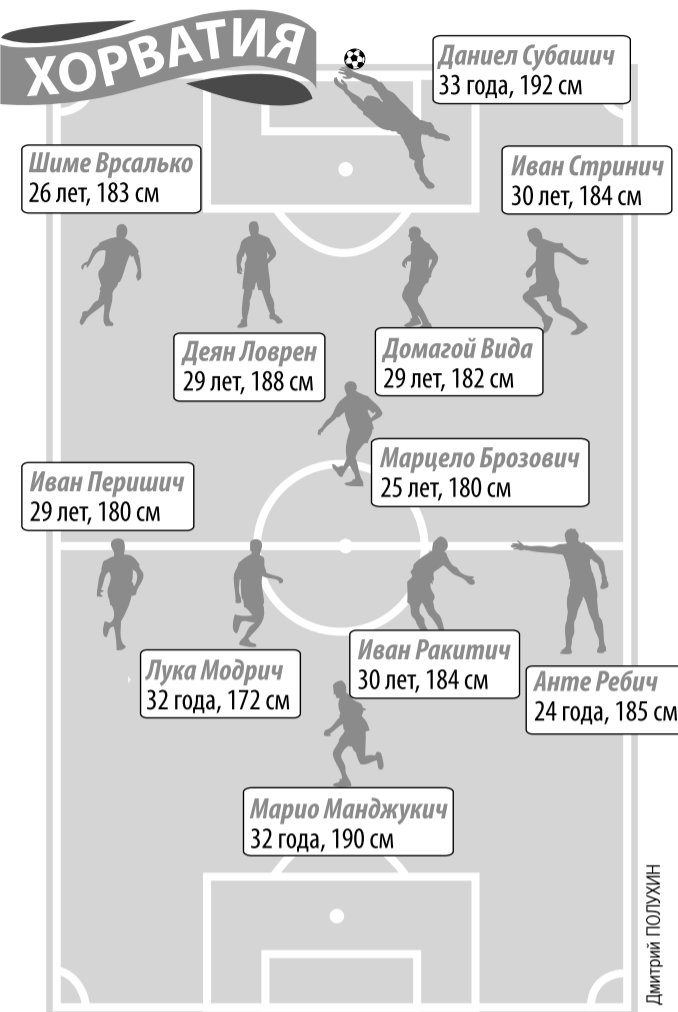 ХОРВАТИЯ
Даниел Субашич
33 года, 192 см
Шиме Врсалько
26 лет, 183 см
Иван Стринич
30 лет, 184 см
Деян Ловрен
29 лет, 188 см
Домагой Вида
29 лет, 182 см
Марцело Брозович
25 лет, 180 см
Иван Перишич
29 лет, 180 см
Лука Модрич
32 года, 172 см
Иван Ракитич
30 лет, 184 см
Анте Ребич
24 года, 185 см
Марио Манджукич
32 года, 190 см
Дмитрий ПОЛУХИН